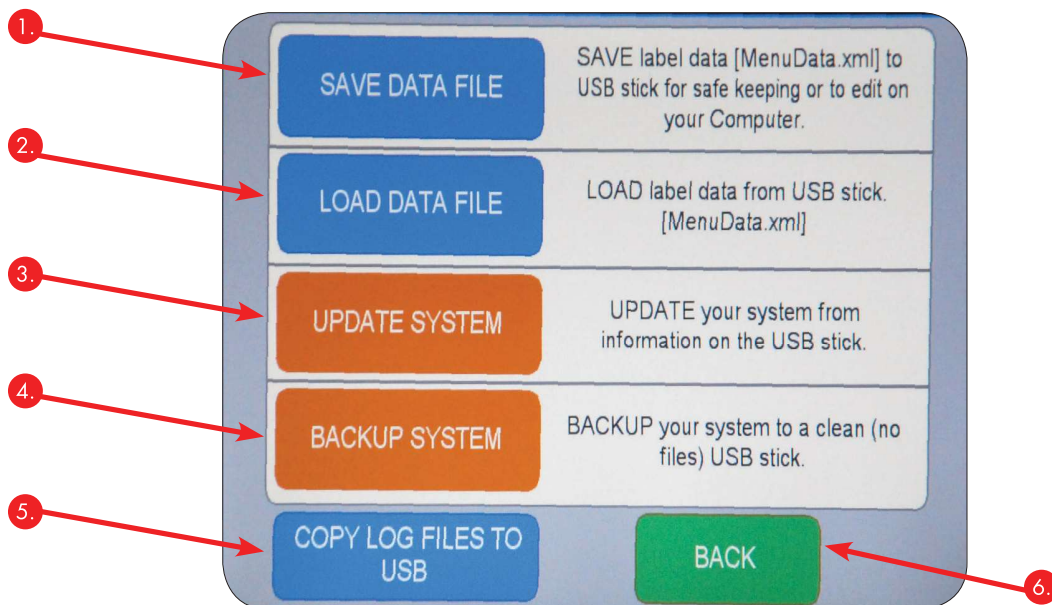 1.
SAVE DATA FILE
SAVE label data [MenuData.xml] to
USB stick for safe keeping or to edit on
your Computer.
2.
LOAD DATA FILE
LOAD label data from USB stick.
[MenuData.xml]
3.
UPDATE SYSTEM
UPDATE your system from
information on the USB stick.
4.
BACKUP SYSTEM
BACKUP your system to a clean (no
files) USB stick.
5.
COPY LOG FILES TO
USB
BACK
6.